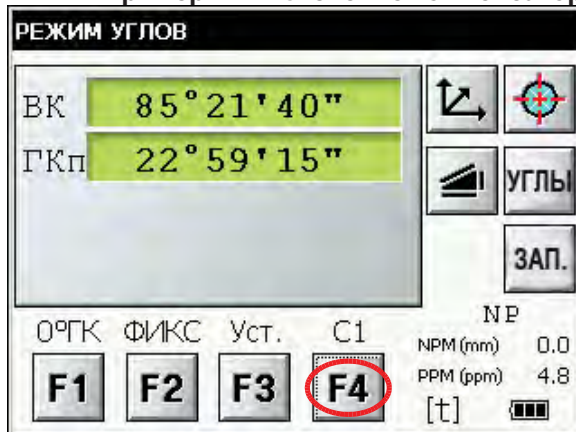 РЕЖИМ УГЛОВ
ВК 85°21'40"
ГКп 22°59'15"
УГЛЫ
ЗАП.
0°ГК ФИКС Уст. С1
F1 F2 F3 F4
NP
NPM (mm) 0.0
PPM (ppm) 4.8
[t]